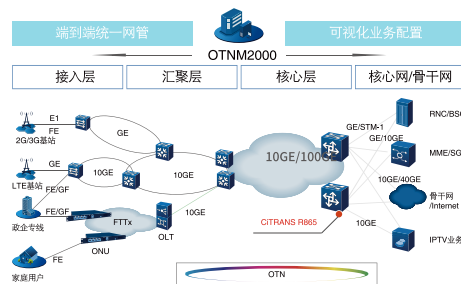 端到端统一网管
可视化业务配置
OTNM2000
接入层
汇聚层
核心层
核心网/骨干网
E1
FE
2G/3G基站
GE
GE/STM-1
GE/10GE
RNC/BSC
GE
LTE基站
10GE
10GE
10GE/100GE
MME/SG
FE/GF
10GE/40GE
骨干网
/Internet
政企专线
FE/GF
FTTx
10GE
CiTRANS R865
10GE
OLT
IPTV业务
FE
ONU
家庭用户
OTN